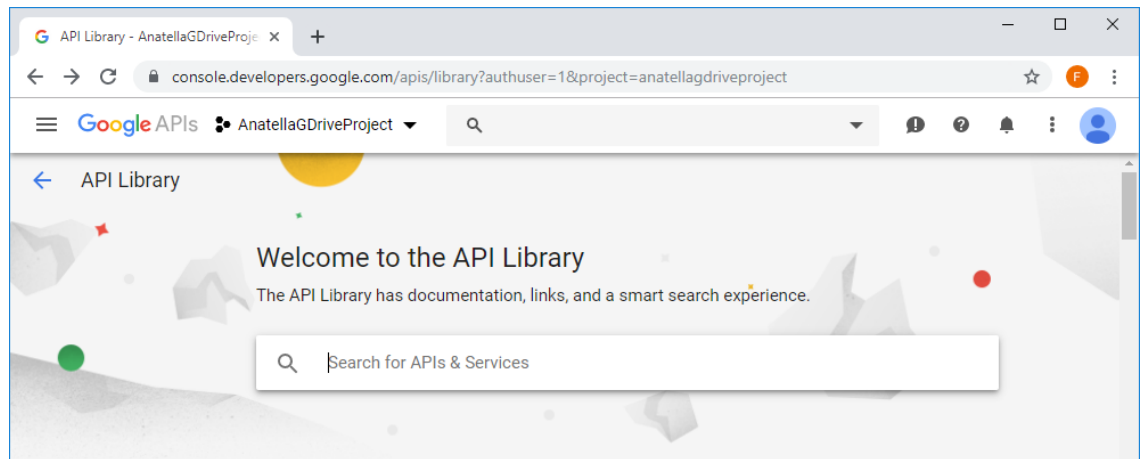 API Library - AnatellaGDriveProje
console.developers.google.com/apis/library?authuser=1&project=anatellagdriveproject
F
Google APIs AnatellaGDriveProject
API Library
Welcome to the API Library
The API Library has documentation, links, and a smart search experience.
Search for APIs & Services